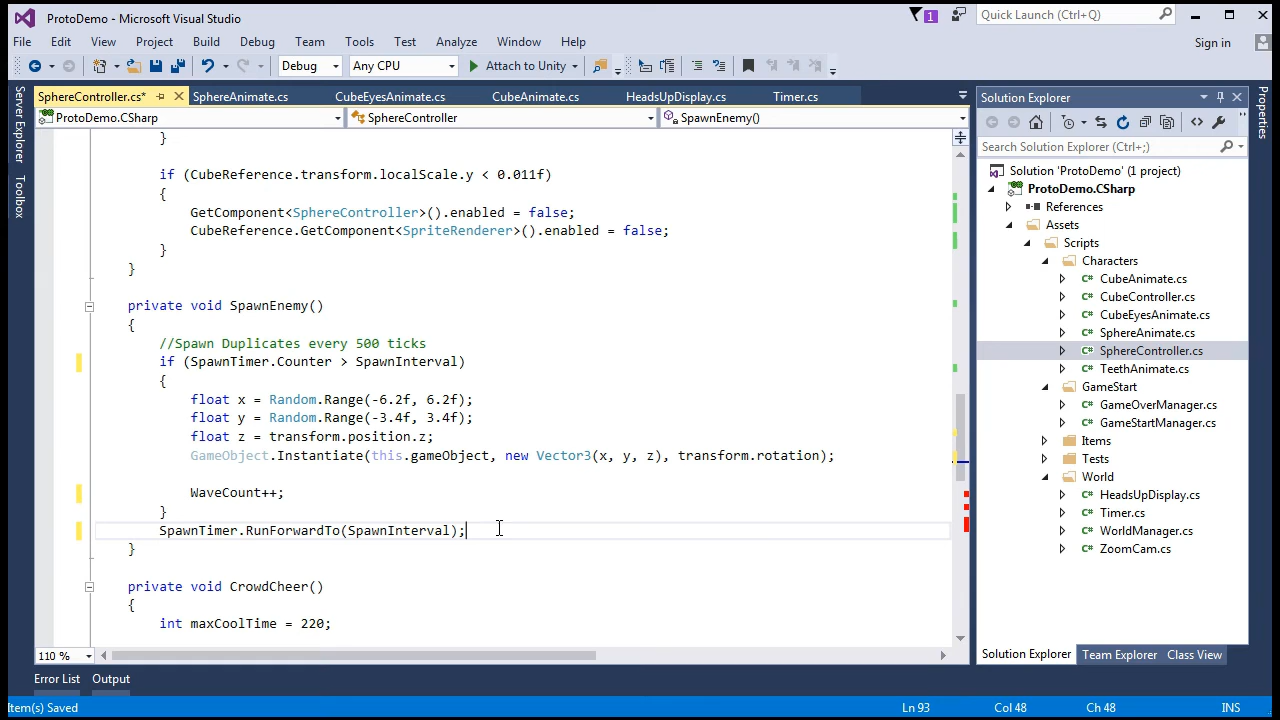 ProtoDemo - Microsoft Visual Studio
1
Quick Launch (Ctrl+Q)
File Edit View Project Build Debug Team Tools Test Analyze Window Help
Sign in
Debug Any CPU Attach to Unity
SphereController.cs* SphereAnimate.cs CubeEyesAnimate.cs CubeAnimate.cs HeadsUpDisplay.cs Timer.cs
ProtoDemo.CSharp SphereController SpawnEnemy()
Server Explorer
Toolbox
}
if (CubeReference.transform.localScale.y < 0.011f)
{
GetComponent<SphereController>().enabled = false;
CubeReference.GetComponent<SpriteRenderer>().enabled = false;
}
}
private void SpawnEnemy()
{
//Spawn Duplicates every 500 ticks
if (SpawnTimer.Counter > SpawnInterval)
{
float x = Random.Range(-6.2f, 6.2f);
float y = Random.Range(-3.4f, 3.4f);
float z = transform.position.z;
GameObject.Instantiate(this.gameObject, new Vector3(x, y, z), transform.rotation);
WaveCount++;
}
SpawnTimer.RunForwardTo(SpawnInterval);
}
private void CrowdCheer()
{
int maxCoolTime = 220;
110 %
Solution Explorer
Search Solution Explorer (Ctrl+;)
Solution 'ProtoDemo' (1 project)
ProtoDemo.CSharp
References
Assets
Scripts
Characters
C# CubeAnimate.cs
C# CubeController.cs
C# CubeEyesAnimate.cs
C# SphereAnimate.cs
C# SphereController.cs
C# TeethAnimate.cs
GameStart
C# GameOverManager.cs
C# GameStartManager.cs
Items
Tests
World
C# HeadsUpDisplay.cs
C# Timer.cs
C# WorldManager.cs
C# ZoomCam.cs
Solution Explorer Team Explorer Class View
Properties
Error List Output
Item(s) Saved Ln 93 Col 48 Ch 48 INS